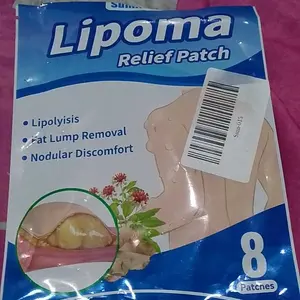 Lipoma
Relief Patch
• Lipolyisis
• Fat Lump Removal
• Nodular Discomfort
8
Patches